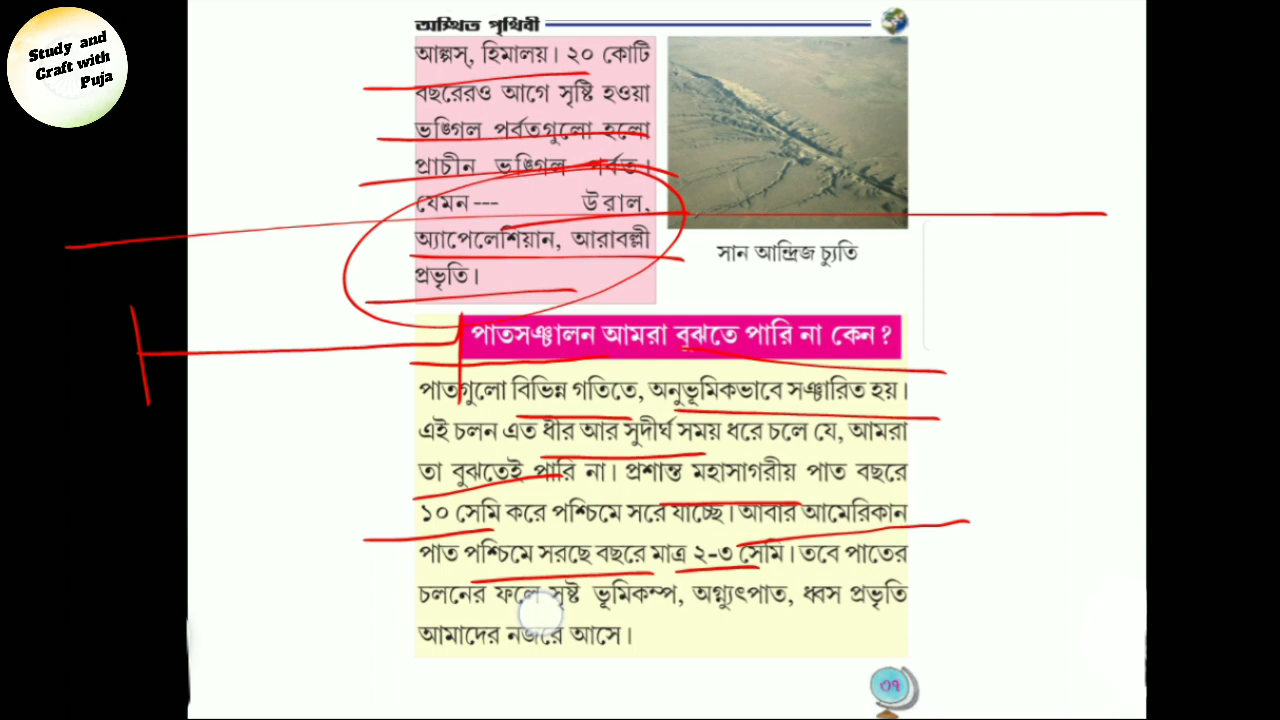 Study and
Craft with
Puja
অস্থিত পৃথিবী
আল্পস্, হিমালয়। ২০ কোটি
বছরেরও আগে সৃষ্টি হওয়া
ভঙ্গিল পর্বতগুলো হলো
প্রাচীন ভঙ্গিল পর্বত।
যেমন --- উরাল,
অ্যাপেলেশিয়ান, আরাবল্লী
প্রভৃতি।
সান আন্দ্রিজ চ্যুতি
পাতসঞ্চালন আমরা বুঝতে পারি না কেন ?
পাতগুলো বিভিন্ন গতিতে, অনুভূমিকভাবে সঞ্চারিত হয়।
এই চলন এত ধীর আর সুদীর্ঘ সময় ধরে চলে যে, আমরা
তা বুঝতেই পারি না। প্রশান্ত মহাসাগরীয় পাত বছরে
১০ সেমি করে পশ্চিমে সরে যাচ্ছে। আবার আমেরিকান
পাত পশ্চিমে সরছে বছরে মাত্র ২-৩ সেমি। তবে পাতের
চলনের ফলে সৃষ্ট ভূমিকম্প, অগ্ন্যুৎপাত, ধ্বস প্রভৃতি
আমাদের নজরে আসে।
৩৭